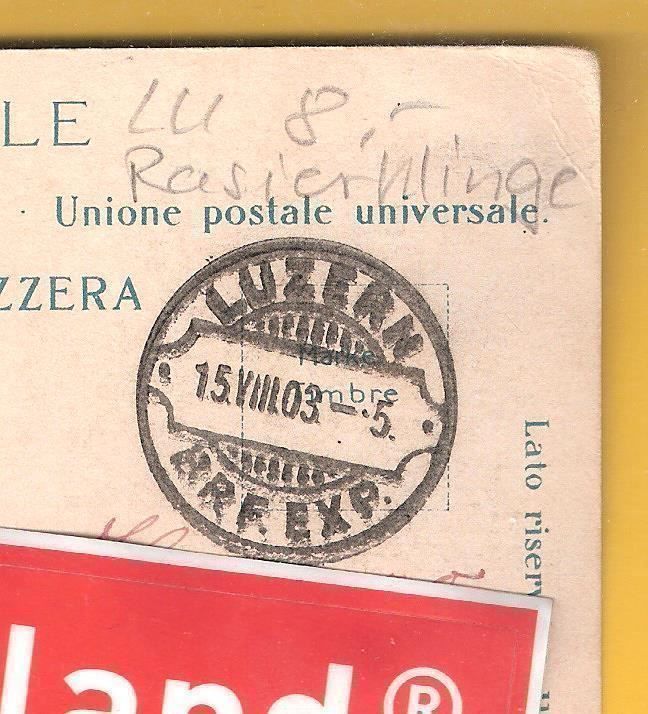 LE LU 8.-
Rasierklinge
· Unione postale universale.
ZZERA
LUZERN
Marke
Timbre
15.VIII.03.–·5.
BRF.EXP.
Lato riserv
land®